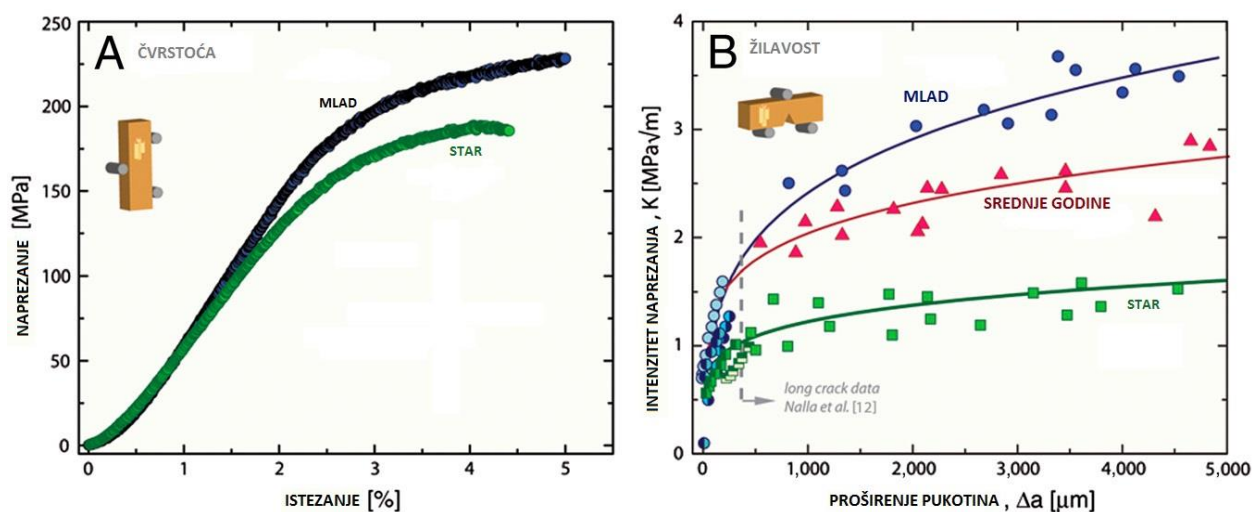 A
ČVRSTOĆA
MLAD
STAR
NAPREZANJE [MPa]
250
200
150
100
50
0
0
1
2
3
4
5
ISTEZANJE [%]
B
ŽILAVOST
MLAD
SREDNJE GODINE
STAR
long crack data
Nalla et al. [12]
INTENZITET NAPREZANJA , K [MPa√m]
4
3
2
1
0
0
1,000
2,000
3,000
4,000
5,000
PROŠIRENJE PUKOTINA , Δa [μm]